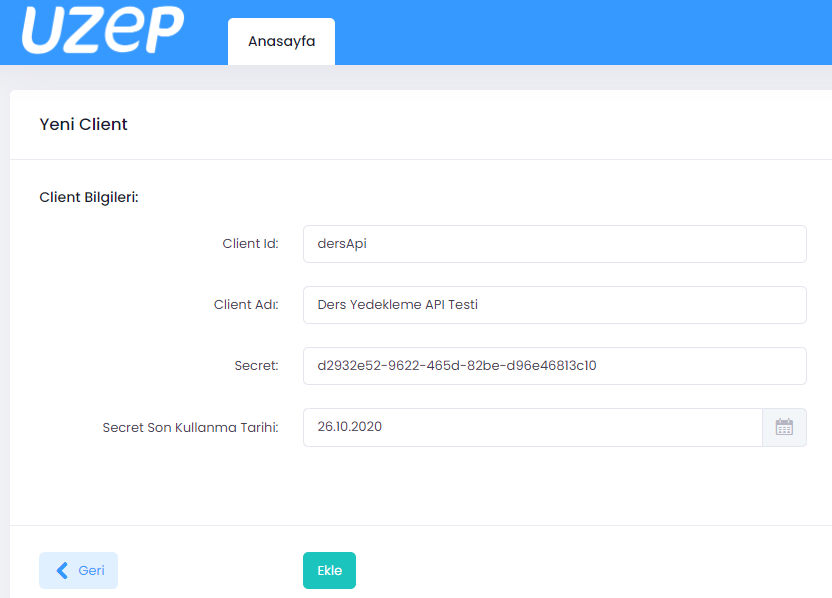 UZEP
Anasayfa
Yeni Client
Client Bilgileri:
Client Id: dersApi
Client Adı: Ders Yedekleme API Testi
Secret: d2932e52-9622-465d-82be-d96e46813c10
Secret Son Kullanma Tarihi: 26.10.2020
Geri Ekle